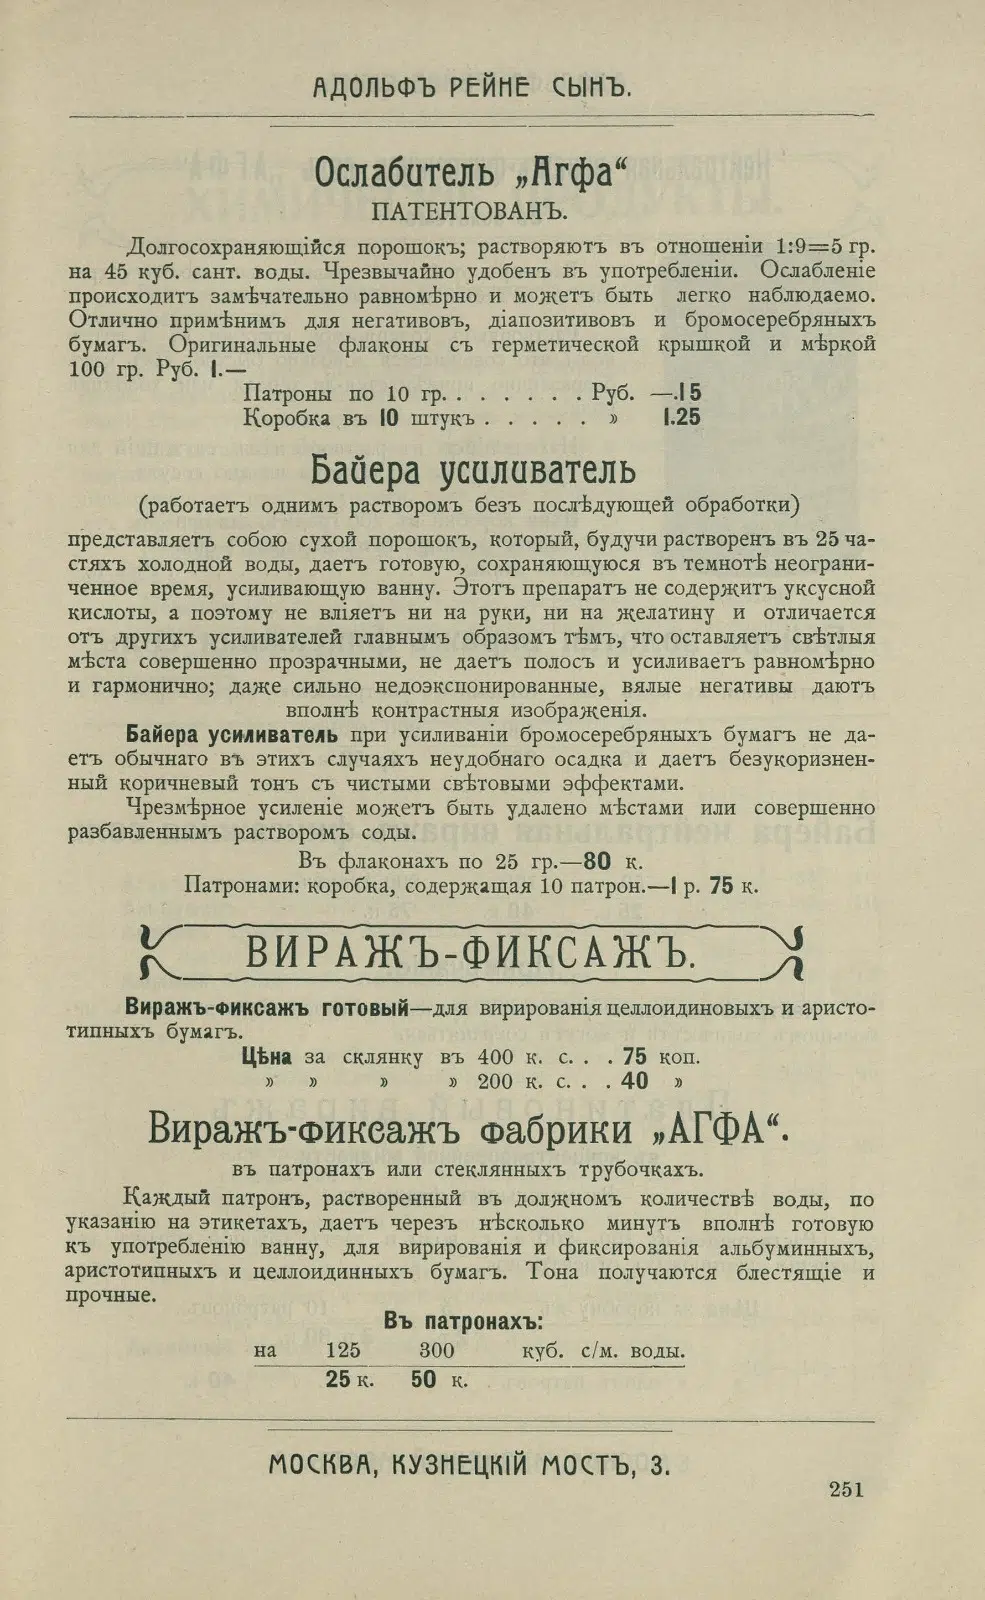 АДОЛЬФЪ РЕЙНЕ СЫНЪ.
Ослабитель „Агфа“
ПАТЕНТОВАНЪ.
Долгосохраняющійся порошокъ; растворяютъ въ отношеніи 1:9=5 гр.
на 45 куб. сант. воды. Чрезвычайно удобенъ въ употребленіи. Ослабленіе
происходитъ замѣчательно равномѣрно и можетъ быть легко наблюдаемо.
Отлично примѣнимъ для негативовъ, діапозитивовъ и бромосеребряныхъ
бумагъ. Оригинальные флаконы съ герметической крышкой и мѣркой
100 гр. Руб. 1.—
Патроны по 10 гр. . . . . . . . Руб. —.15
Коробка въ 10 штукъ . . . . . » 1.25
Байера усиливатель
(работаетъ однимъ растворомъ безъ послѣдующей обработки)
представляетъ собою сухой порошокъ, который, будучи растворенъ въ 25 ча-
стяхъ холодной воды, даетъ готовую, сохраняющуюся въ темнотѣ неограни-
ченное время, усиливающую ванну. Этотъ препаратъ не содержитъ уксусной
кислоты, а поэтому не вліяетъ ни на руки, ни на желатину и отличается
отъ другихъ усиливателей главнымъ образомъ тѣмъ, что оставляетъ свѣтлыя
мѣста совершенно прозрачными, не даетъ полосъ и усиливаетъ равномѣрно
и гармонично; даже сильно недоэкспонированные, вялые негативы даютъ
вполнѣ контрастныя изображенія.
Байера усиливатель при усиливаніи бромосеребряныхъ бумагъ не да-
етъ обычнаго въ этихъ случаяхъ неудобнаго осадка и даетъ безукоризнен-
ный коричневый тонъ съ чистыми свѣтовыми эффектами.
Чрезмѣрное усиленіе можетъ быть удалено мѣстами или совершенно
разбавленнымъ растворомъ соды.
Въ флаконахъ по 25 гр.—80 к.
Патронами: коробка, содержащая 10 патрон.—1 р. 75 к.
ВИРАЖЪ-ФИКСАЖЪ.
Виражъ-фиксажъ готовый—для вирированія целлоидиновыхъ и аристо-
типныхъ бумагъ.
Цѣна за склянку въ 400 к. с. . . 75 коп.
» » » » 200 к. с. . . 40 »
Виражъ-фиксажъ фабрики „АГФА“.
въ патронахъ или стеклянныхъ трубочкахъ.
Каждый патронъ, растворенный въ должномъ количествѣ воды, по
указанію на этикетахъ, даетъ черезъ нѣсколько минутъ вполнѣ готовую
къ употребленію ванну, для вирированія и фиксированія альбуминныхъ,
аристотипныхъ и целлоидинныхъ бумагъ. Тона получаются блестящіе и
прочные.
Въ патронахъ:
на 125 300 куб. с/м. воды.
25 к. 50 к.
МОСКВА, КУЗНЕЦКІЙ МОСТЪ, 3.
251